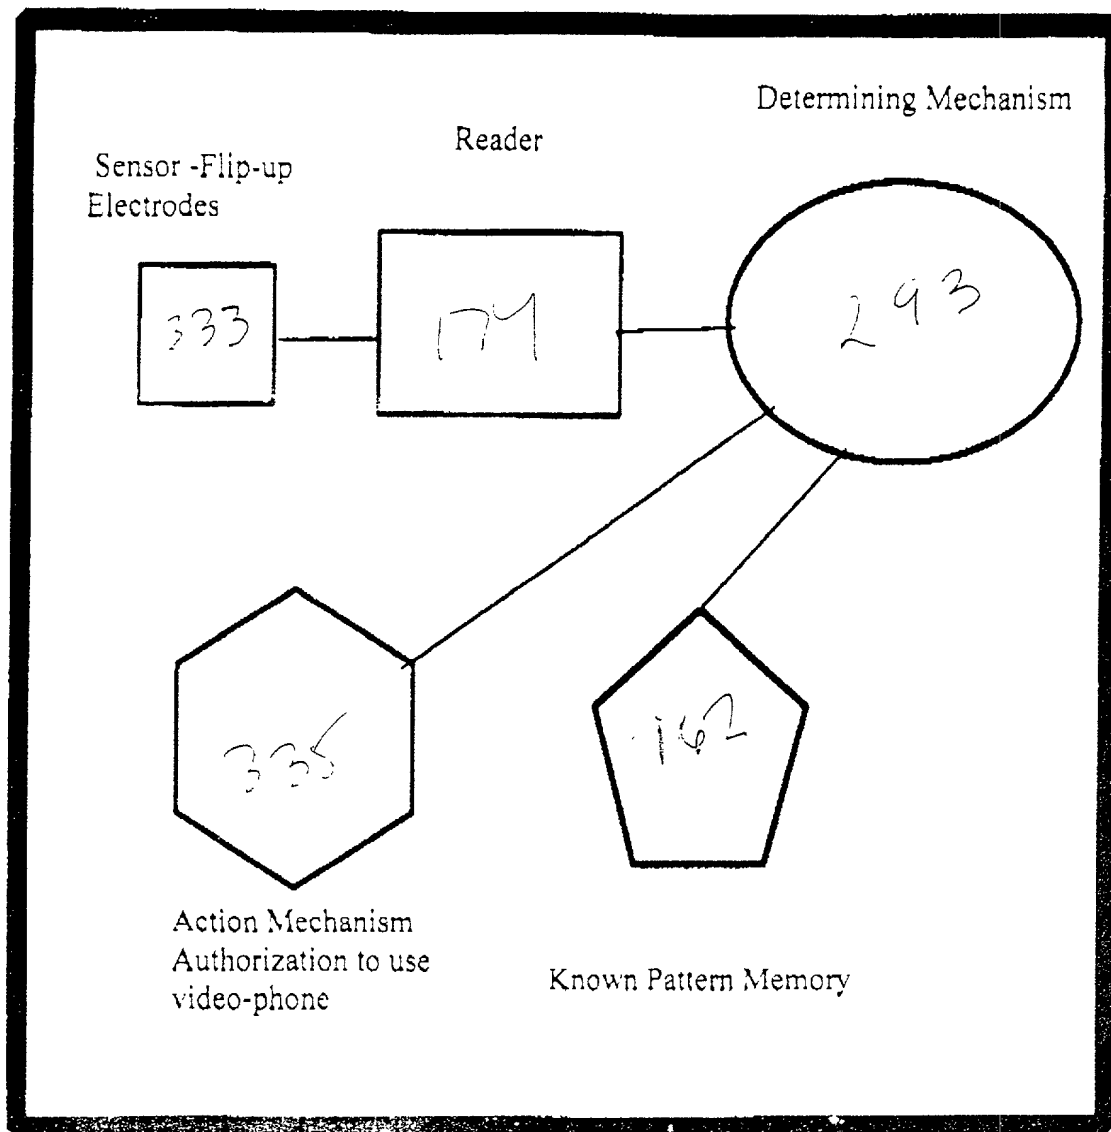 Determining Mechanism
Reader
Sensor -Flip-up
Electrodes
333
174
293
335
162
Action Mechanism
Authorization to use
video-phone
Known Pattern Memory